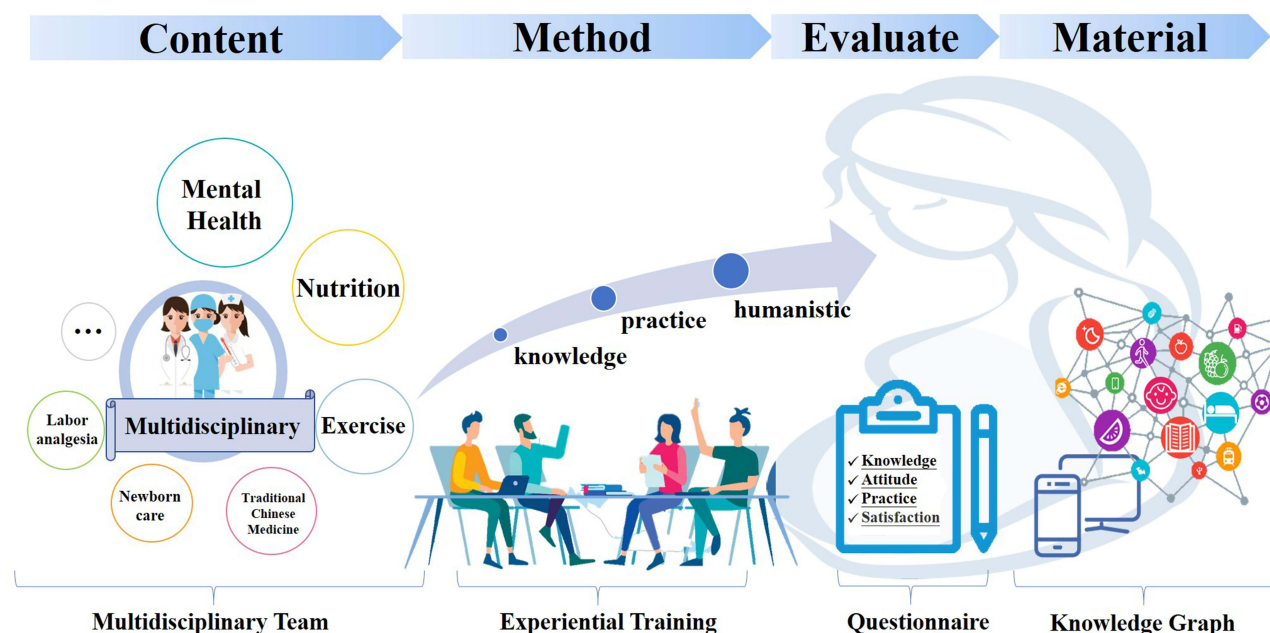 Content
Method
Evaluate
Material
Mental
Health
Nutrition
...
Multidisciplinary
Exercise
Labor
analgesia
Newborn
care
Traditional
Chinese
Medicine
knowledge
practice
humanistic
✓ Knowledge
✓ Attitude
✓ Practice
✓ Satisfaction
Multidisciplinary Team
Experiential Training
Questionnaire
Knowledge Graph